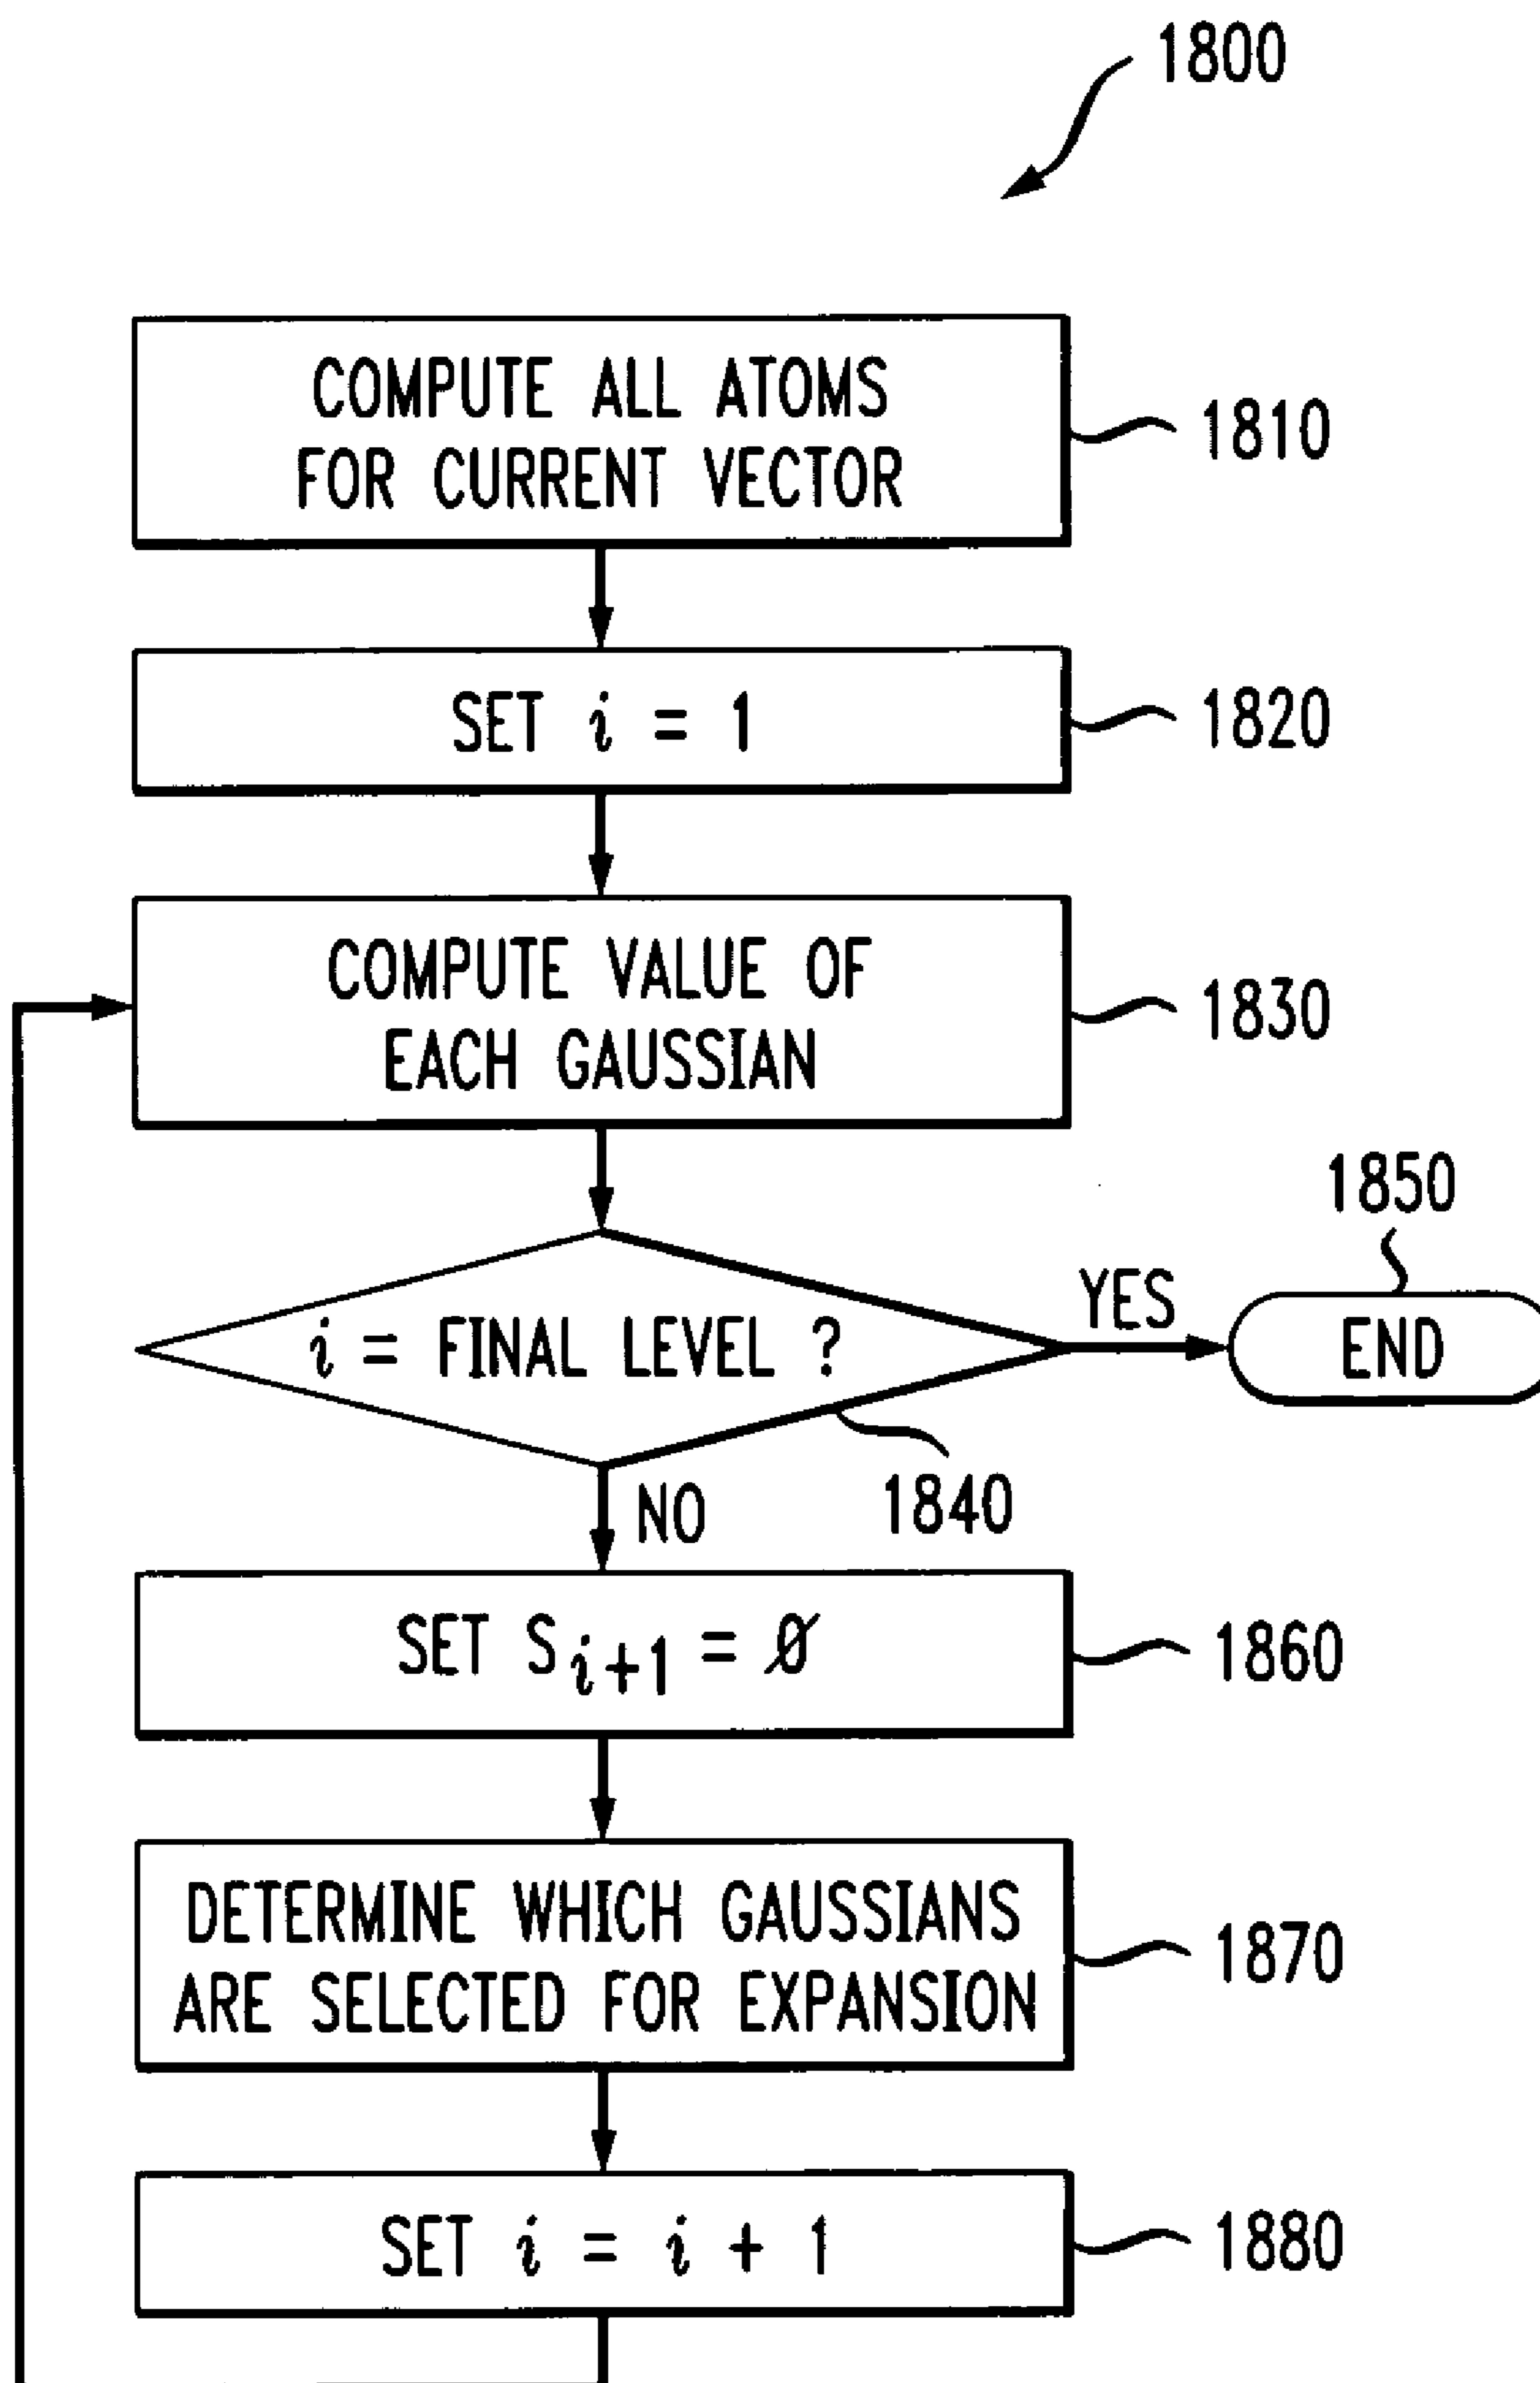 1800
COMPUTE ALL ATOMS
FOR CURRENT VECTOR
1810
SET i = 1
1820
COMPUTE VALUE OF
EACH GAUSSIAN
1830
i = FINAL LEVEL ?
1840
YES
1850
END
NO
SET S i+1 = Ø
1860
DETERMINE WHICH GAUSSIANS
ARE SELECTED FOR EXPANSION
1870
SET i = i + 1
1880